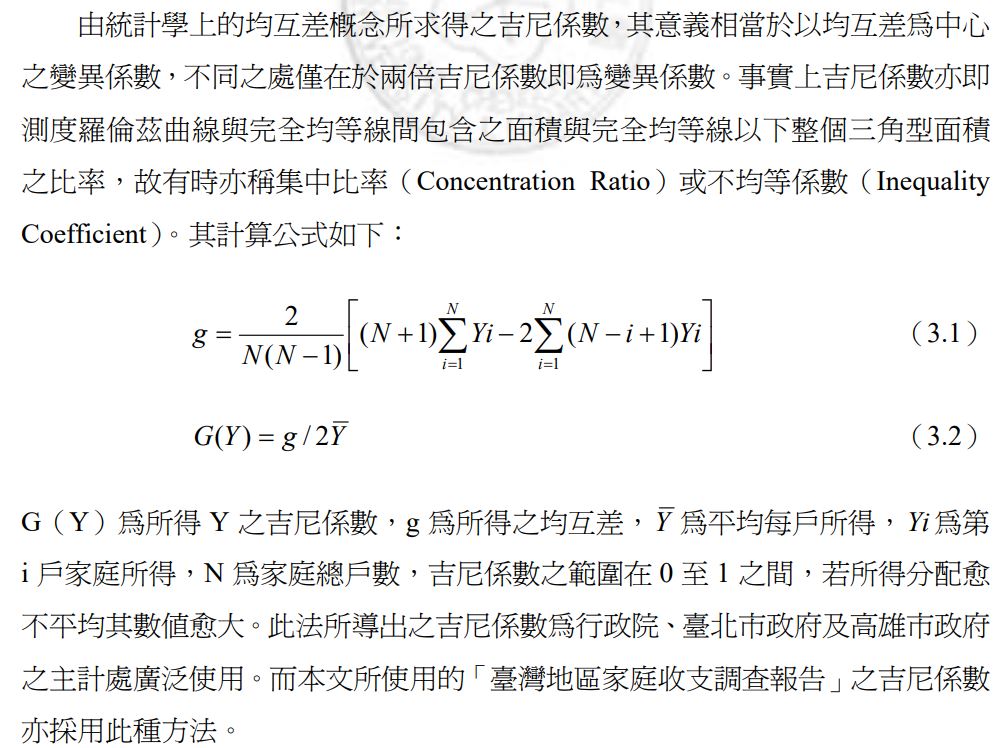 由統計學上的均互差概念所求得之吉尼係數，其意義相當於以均互差為中心
之變異係數，不同之處僅在於兩倍吉尼係數即為變異係數。事實上吉尼係數亦即
測度羅倫茲曲線與完全均等線間包含之面積與完全均等線以下整個三角型面積
之比率，故有時亦稱集中比率（Concentration Ratio）或不均等係數（Inequality
Coefficient）。其計算公式如下：
g = \frac{2}{N(N-1)} \left[ (N+1) \sum_{i=1}^{N} Yi - 2 \sum_{i=1}^{N} (N-i+1)Yi \right] （3.1）
G(Y) = g / 2\overline{Y} （3.2）
G（Y）為所得 Y 之吉尼係數，g 為所得之均互差，\overline{Y} 為平均每戶所得，Yi 為第
i 戶家庭所得，N 為家庭總戶數，吉尼係數之範圍在 0 至 1 之間，若所得分配愈
不平均其數值愈大。此法所導出之吉尼係數為行政院、臺北市政府及高雄市政府
之主計處廣泛使用。而本文所使用的「臺灣地區家庭收支調查報告」之吉尼係數
亦採用此種方法。